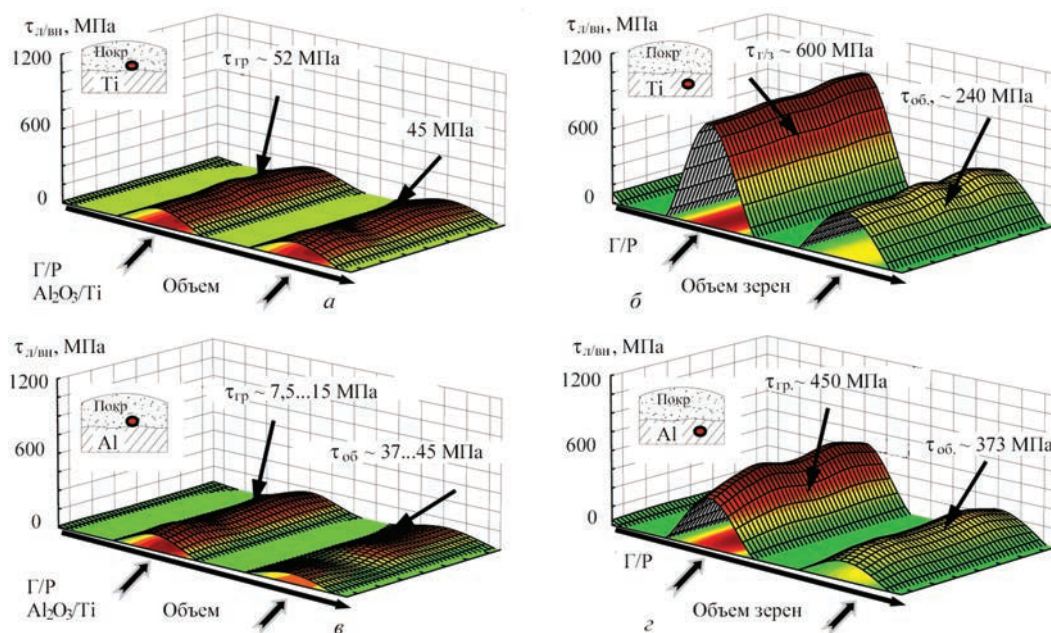 τл/вн, МПа
1200
600
0
Покр
Ti
τгр ~ 52 МПа
45 МПа
Г/Р
Al₂O₃/Ti
Объем
а
τл/вн, МПа
1200
600
0
Покр
Ti
τг/з ~ 600 МПа
τоб., ~ 240 МПа
Г/Р
Объем зерен
б
τл/вн, МПа
1200
600
0
Покр
Al
τгр ~ 7,5...15 МПа
τоб ~ 37...45 МПа
Г/Р
Al₂O₃/Ti
Объем
в
τл/вн, МПа
1200
600
0
Покр
Al
τгр. ~ 450 МПа
τоб. ~ 373 МПа
Г/Р
Объем зерен
г